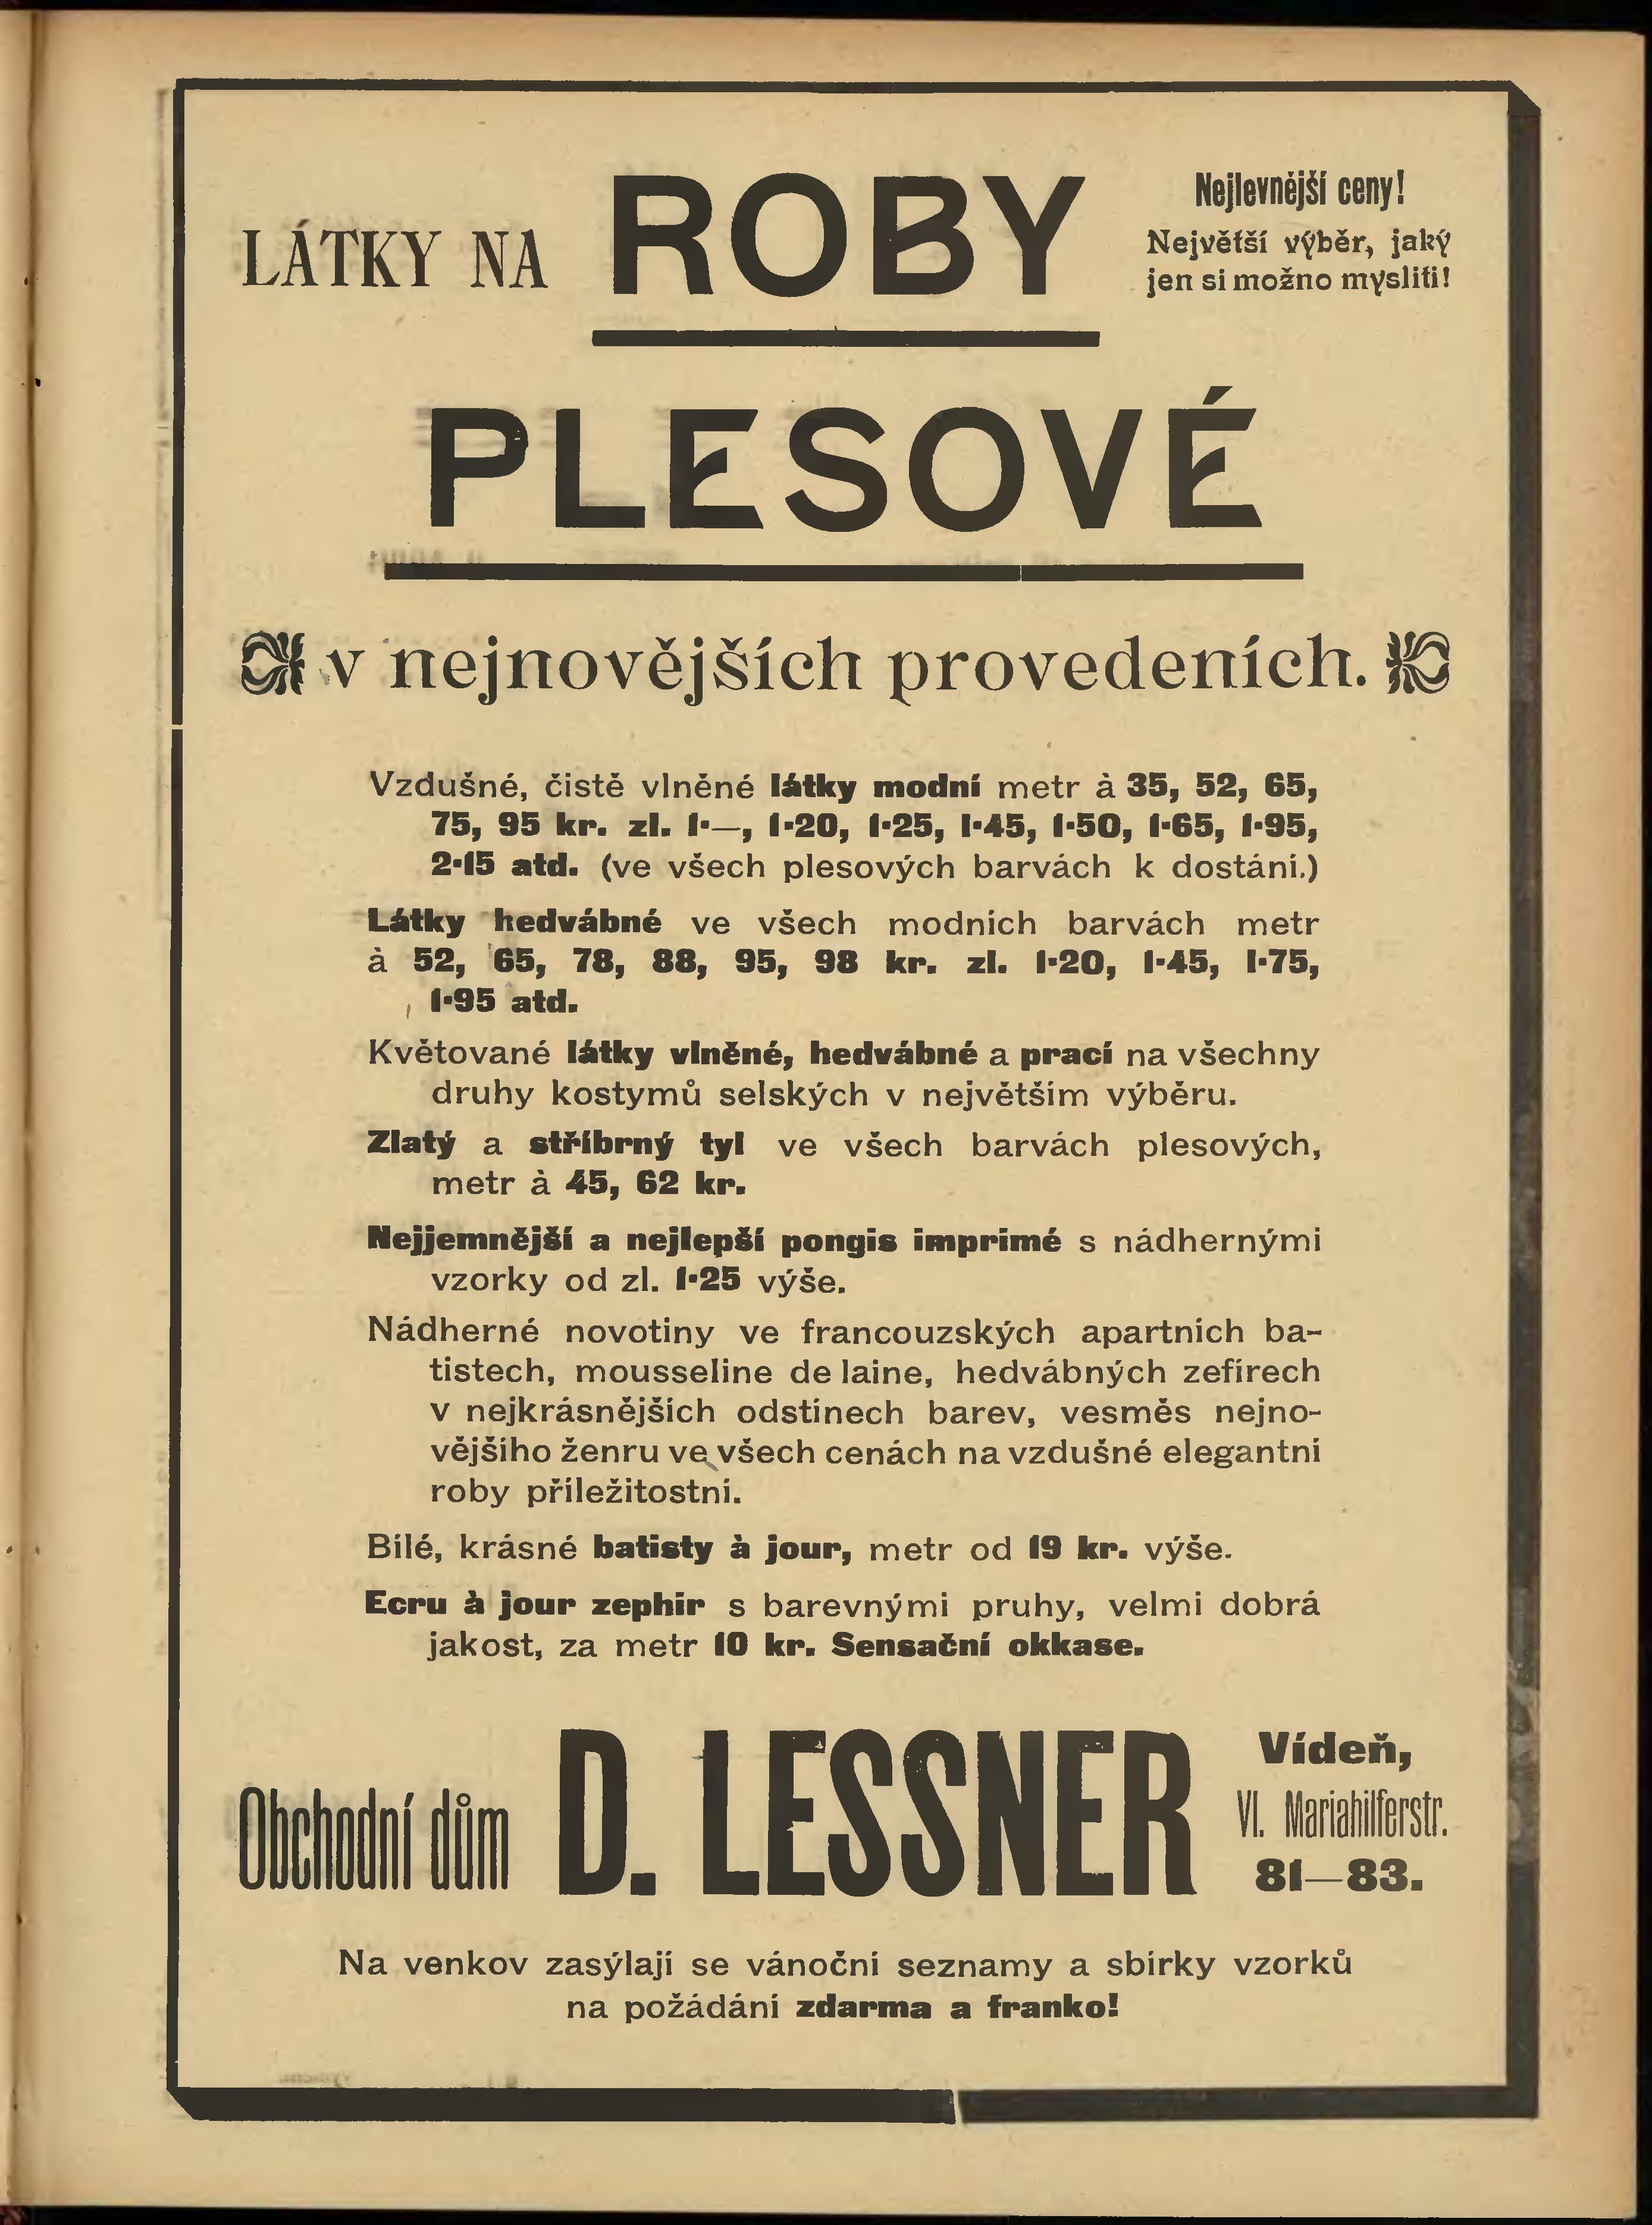 LÁTKY NA ROBY
Nejlevnější ceny!
Největší výběr, jaký
jen si možno mysliti!
PLESOVÉ
v nejnovějších provedeních.
Vzdušné, čistě vlněné látky modní metr à 35, 52, 65,
75, 95 kr. zl. 1·—, 1·20, 1·25, 1·45, 1·50, 1·65, 1·95,
2·15 atd. (ve všech plesových barvách k dostání.)
Látky hedvábné ve všech modních barvách metr
à 52, 65, 78, 88, 95, 98 kr. zl. 1·20, 1·45, 1·75,
1·95 atd.
Květované látky vlněné, hedvábné a prací na všechny
druhy kostymů selských v největším výběru.
Zlatý a stříbrný tyl ve všech barvách plesových,
metr à 45, 62 kr.
Nejjemnější a nejlepší pongis imprimé s nádhernými
vzorky od zl. 1·25 výše.
Nádherné novotiny ve francouzských apartních ba-
tistech, mousseline de laine, hedvábných zefírech
v nejkrásnějších odstínech barev, vesměs nejno-
vějšího ženru ve všech cenách na vzdušné elegantní
roby příležitostní.
Bílé, krásné batisty à jour, metr od 19 kr. výše.
Ecru à jour zephir s barevnými pruhy, velmi dobrá
jakost, za metr 10 kr. Sensační okkase.
Obchodní dům D. LESSNER
Vídeň,
VI. Mariahilferstr.
81—83.
Na venkov zasýlají se vánoční seznamy a sbírky vzorků
na požádání zdarma a franko!